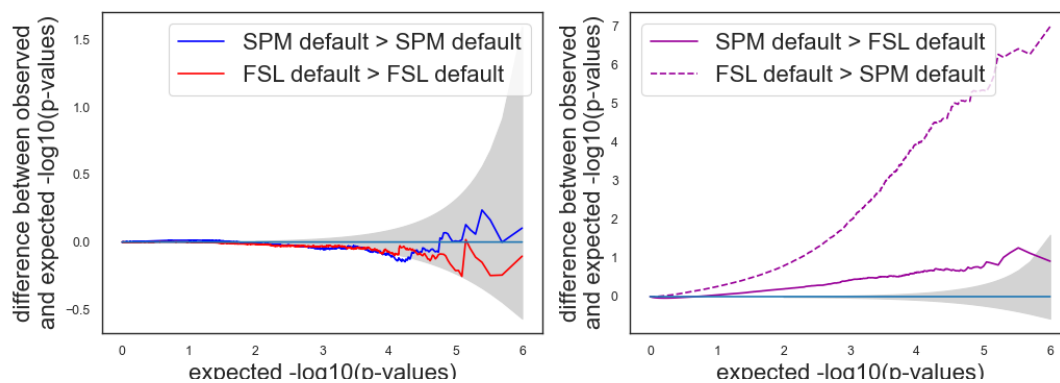 difference between observed
and expected -log10(p-values)
1.5
1.0
0.5
0.0
-0.5
SPM default > SPM default
FSL default > FSL default
0 1 2 3 4 5 6
expected -log10(p-values)
difference between observed
and expected -log10(p-values)
7
6
5
4
3
2
1
0
SPM default > FSL default
FSL default > SPM default
0 1 2 3 4 5 6
expected -log10(p-values)